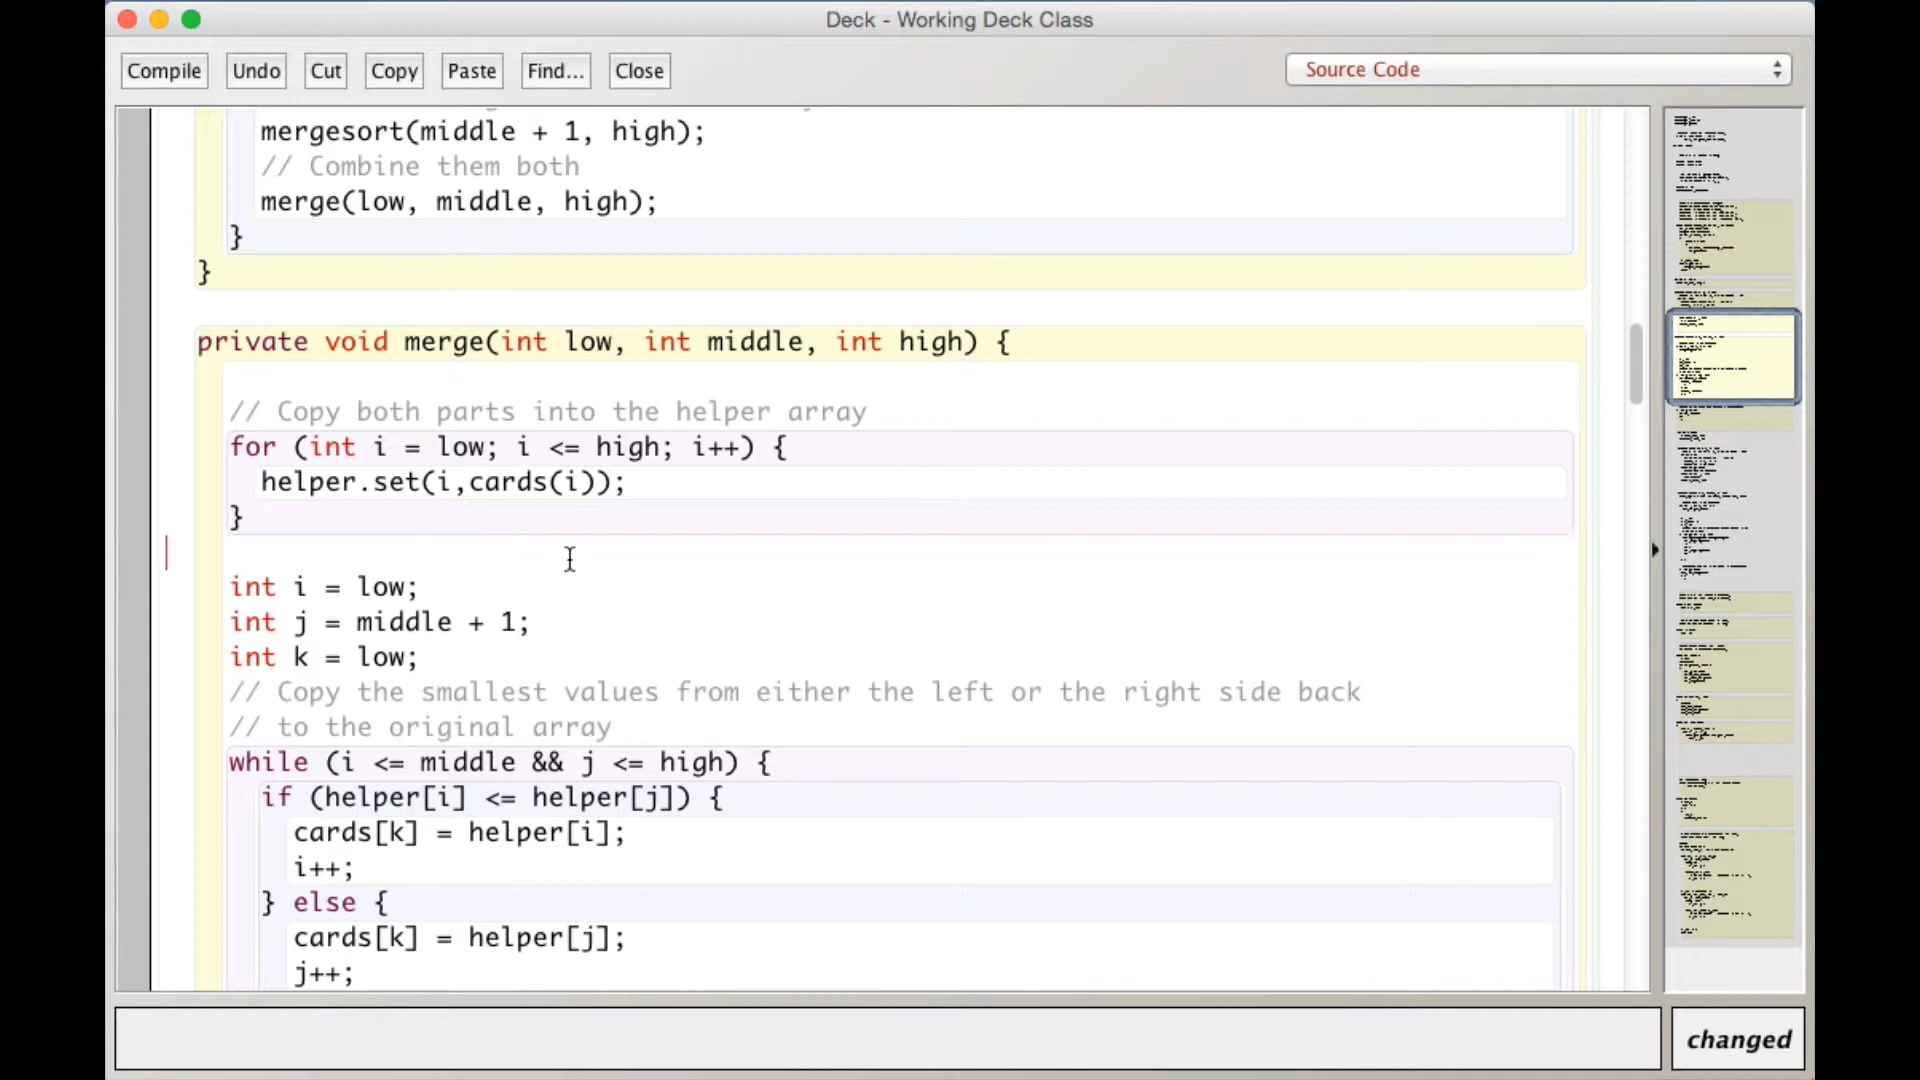 Deck - Working Deck Class
Compile Undo Cut Copy Paste Find... Close Source Code
mergesort(middle + 1, high);
// Combine them both
merge(low, middle, high);
}
}
private void merge(int low, int middle, int high) {
// Copy both parts into the helper array
for (int i = low; i <= high; i++) {
helper.set(i,cards(i));
}
int i = low;
int j = middle + 1;
int k = low;
// Copy the smallest values from either the left or the right side back
// to the original array
while (i <= middle && j <= high) {
if (helper[i] <= helper[j]) {
cards[k] = helper[i];
i++;
} else {
cards[k] = helper[j];
j++;
changed